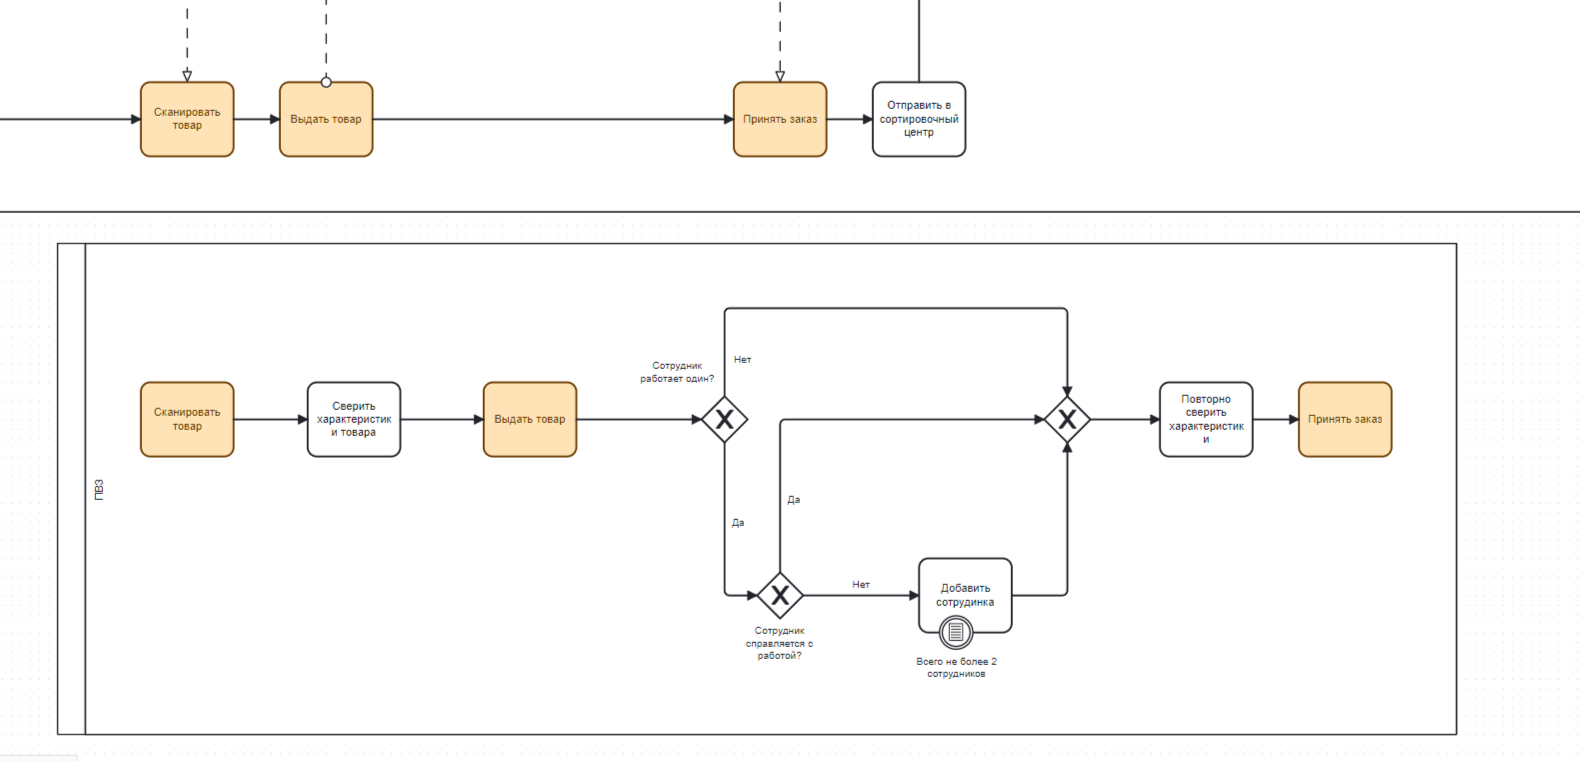 Сканировать
товар
Выдать товар
Принять заказ
Отправить в
сортировочный
центр
ПВЗ
Сканировать
товар
Сверить
характеристик
и товара
Выдать товар
Сотрудник
работает один?
Нет
Да
Да
Сотрудник
справляется с
работой?
Нет
Добавить
сотрудинка
Всего не более 2
сотрудников
Повторно
сверить
характеристик
и
Принять заказ